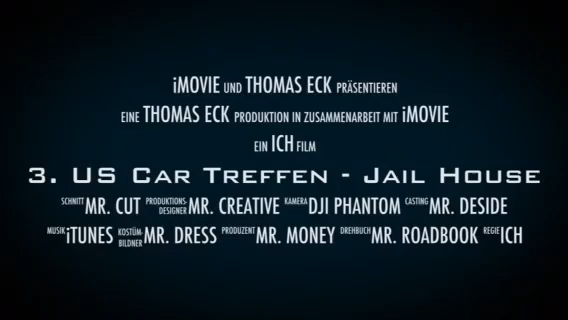 iMOVIE UND THOMAS ECK PRÄSENTIEREN
EINE THOMAS ECK PRODUKTION IN ZUSAMMENARBEIT MIT iMOVIE
EIN ICH FILM
3. US CAR TREFFEN - JAIL HOUSE
SCHNITT MR. CUT PRODUKTIONS-DESIGNER MR. CREATIVE KAMERA DJI PHANTOM CASTING MR. DESIDE
MUSIK iTUNES KOSTÜM-BILDNER MR. DRESS PRODUZENT MR. MONEY DREHBUCH MR. ROADBOOK REGIE ICH